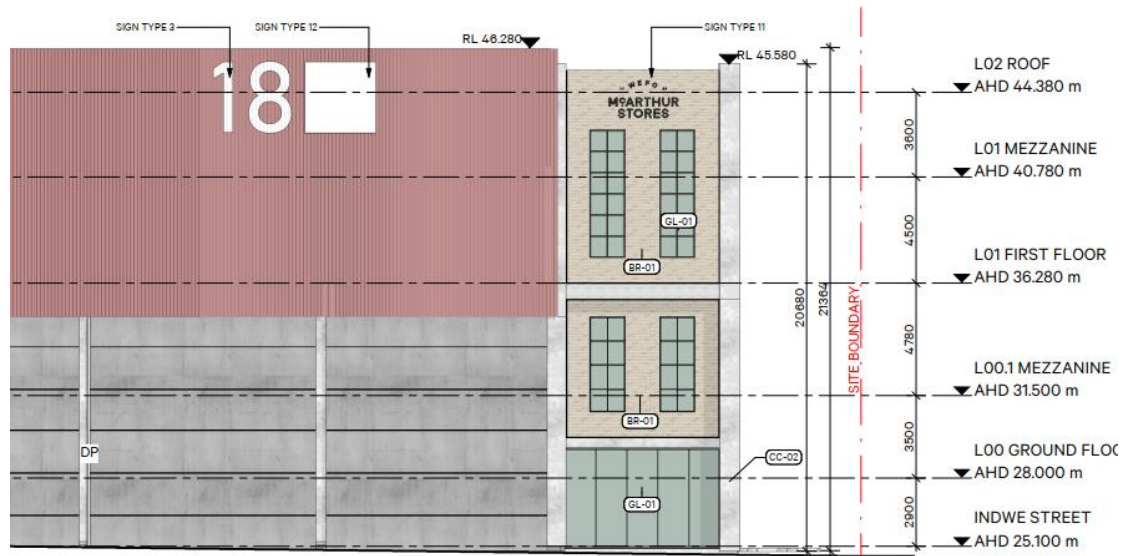 SIGN TYPE 3
SIGN TYPE 12
SIGN TYPE 11
RL 46.280
RL 45.580
18
WEFO
McARTHUR
STORES
GL-01
BR-01
BR-01
DP
CC-02
GL-01
20680
21364
SITE BOUNDARY
3600
4500
4780
3500
2900
L02 ROOF
AHD 44.380 m
L01 MEZZANINE
AHD 40.780 m
L01 FIRST FLOOR
AHD 36.280 m
L00.1 MEZZANINE
AHD 31.500 m
L00 GROUND FLOO
AHD 28.000 m
INDWE STREET
AHD 25.100 m